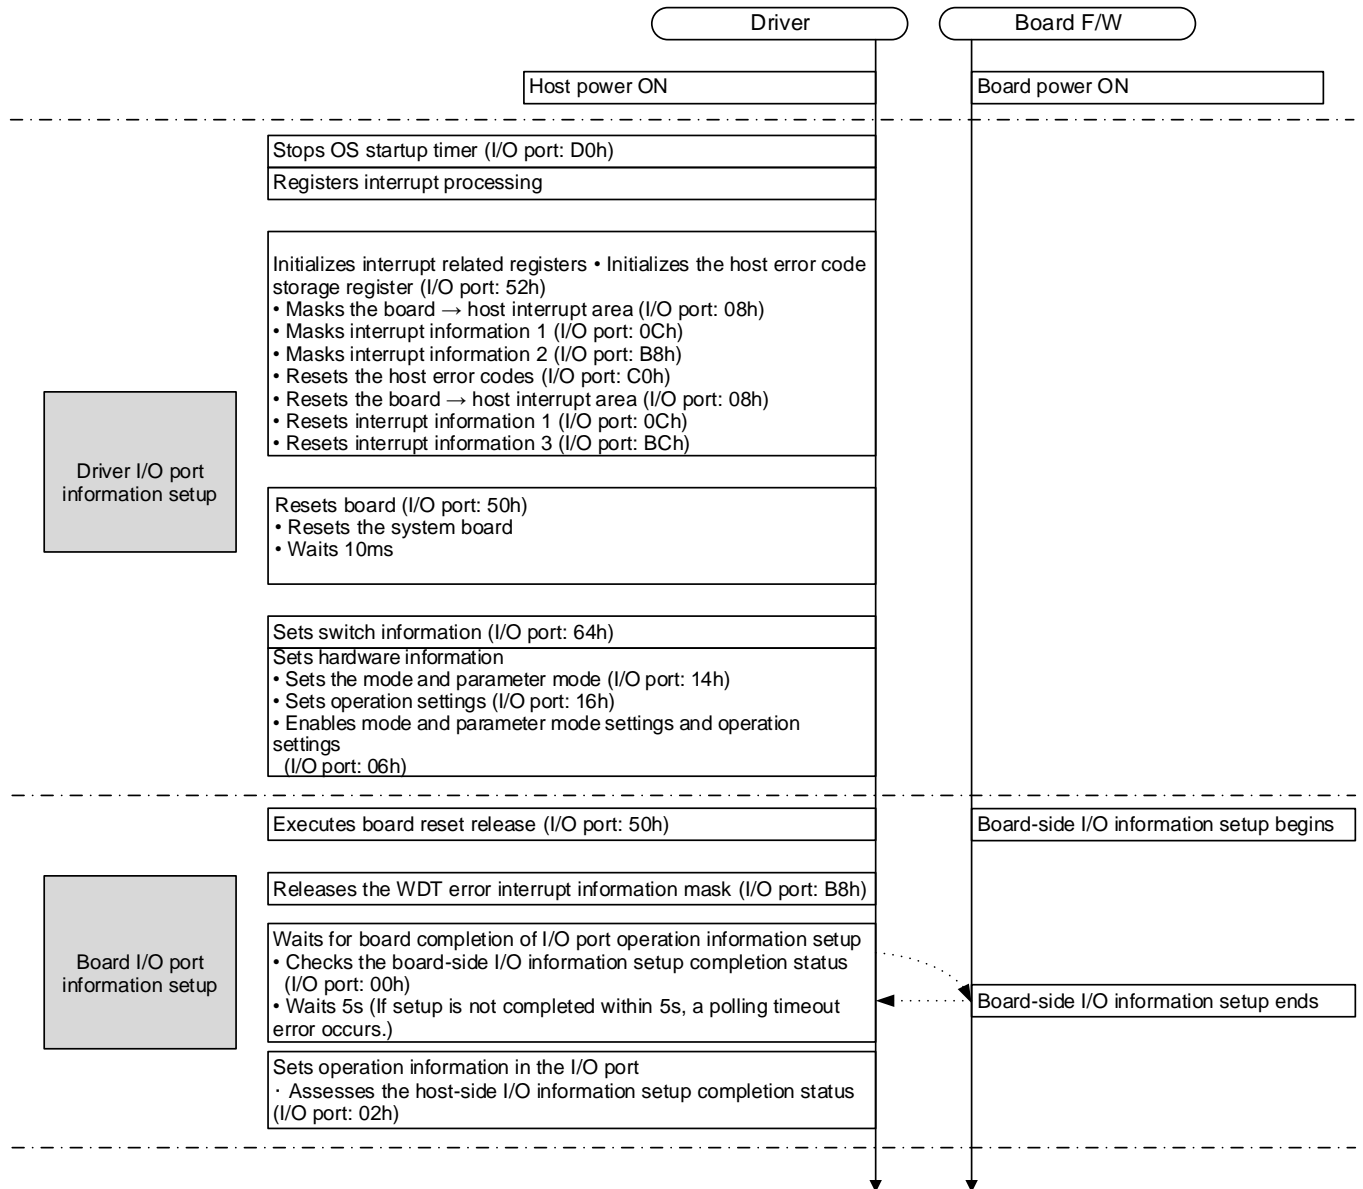 Driver
Board F/W
Host power ON
Board power ON
Stops OS startup timer (I/O port: D0h)
Registers interrupt processing
Initializes interrupt related registers • Initializes the host error code
storage register (I/O port: 52h)
• Masks the board → host interrupt area (I/O port: 08h)
• Masks interrupt information 1 (I/O port: 0Ch)
• Masks interrupt information 2 (I/O port: B8h)
• Resets the host error codes (I/O port: C0h)
• Resets the board → host interrupt area (I/O port: 08h)
• Resets interrupt information 1 (I/O port: 0Ch)
• Resets interrupt information 3 (I/O port: BCh)
Driver I/O port
information setup
Resets board (I/O port: 50h)
• Resets the system board
• Waits 10ms
Sets switch information (I/O port: 64h)
Sets hardware information
• Sets the mode and parameter mode (I/O port: 14h)
• Sets operation settings (I/O port: 16h)
• Enables mode and parameter mode settings and operation
settings
(I/O port: 06h)
Executes board reset release (I/O port: 50h)
Board-side I/O information setup begins
Releases the WDT error interrupt information mask (I/O port: B8h)
Board I/O port
information setup
Waits for board completion of I/O port operation information setup
• Checks the board-side I/O information setup completion status
(I/O port: 00h)
• Waits 5s (If setup is not completed within 5s, a polling timeout
error occurs.)
Board-side I/O information setup ends
Sets operation information in the I/O port
· Assesses the host-side I/O information setup completion status
(I/O port: 02h)